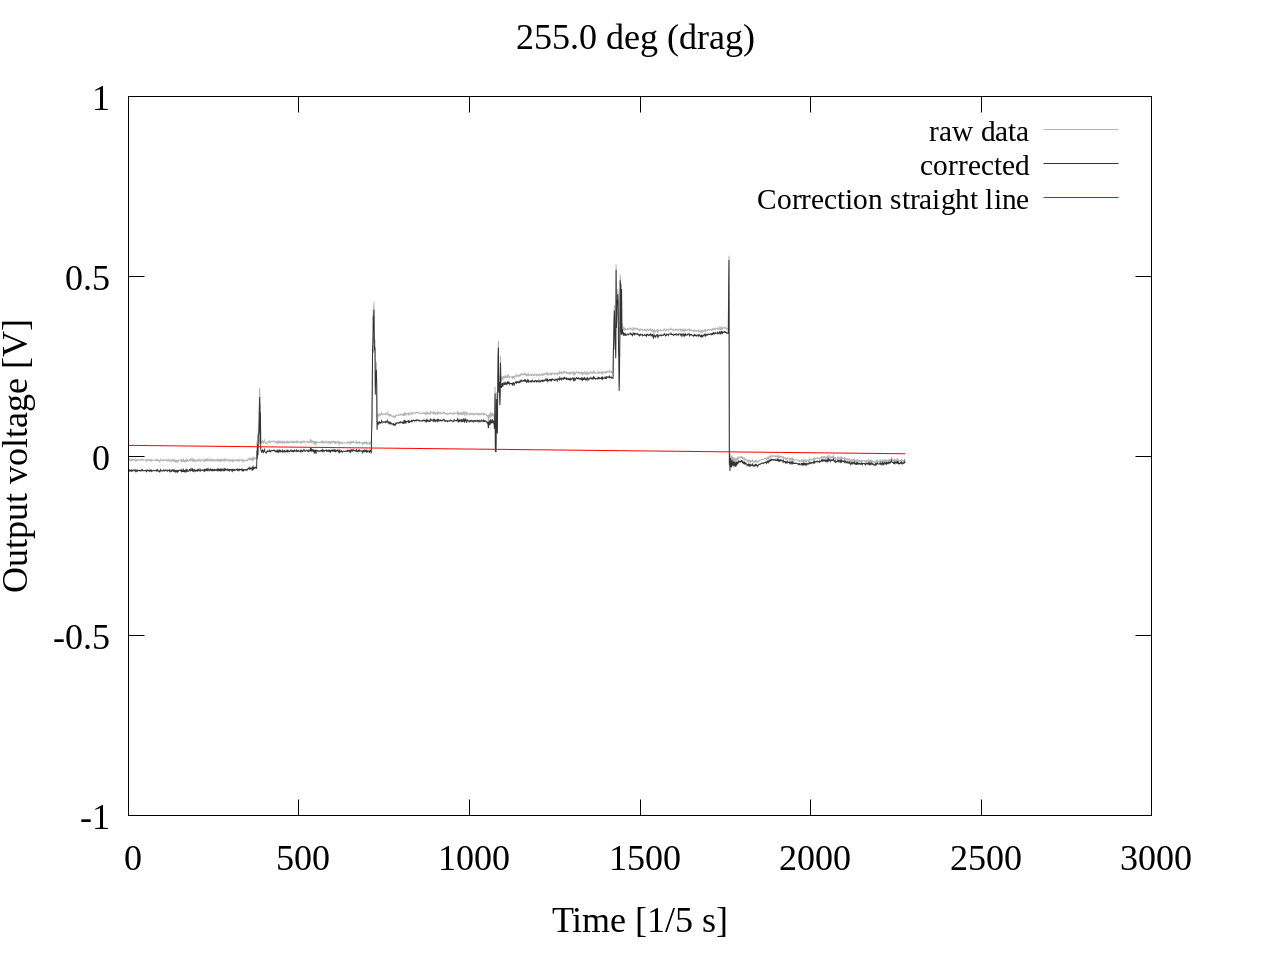 255.0 deg (drag)
1
0.5
0
-0.5
-1
Output voltage [V]
raw data
corrected
Correction straight line
0 500 1000 1500 2000 2500 3000
Time [1/5 s]